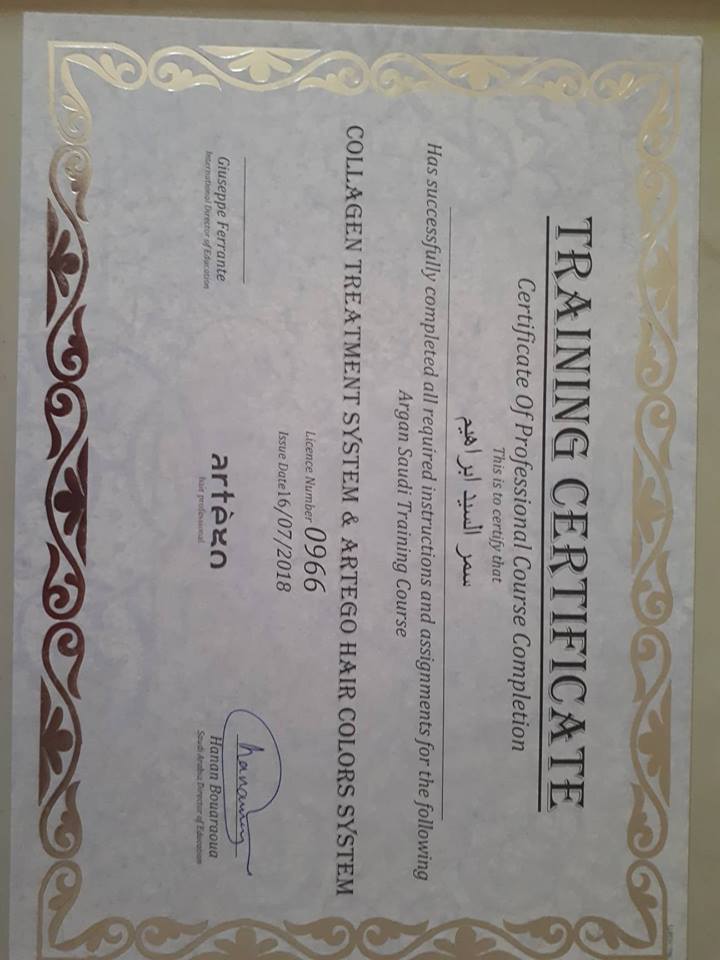 TRAINING CERTIFICATE
Certificate Of Professional Course Completion
This is to certify that
سمر السيد ابراهيم
Has successfully completed all required instructions and assignments for the following
Argan Saudi Training Course
COLLAGEN TREATMENT SYSTEM & ARTEGO HAIR COLORS SYSTEM
Licence Number 0966
Issue Date 16/07/2018
Giuseppe Ferrante
International Director of Education
artègo
hair professional
Hanan Bouaraoua
Saudi Arabia Director of Education